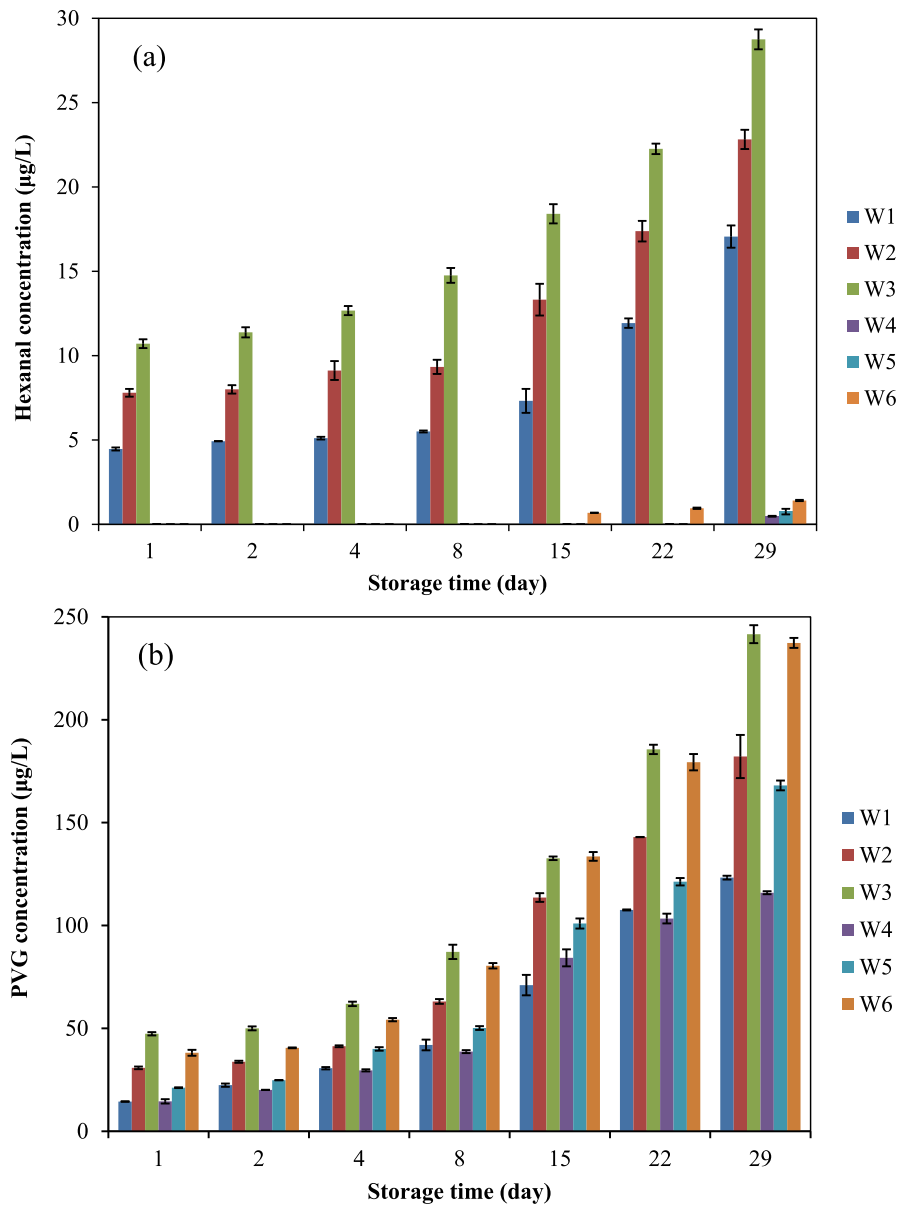 (a)
Hexanal concentration (µg/L)
30
25
20
15
10
5
0
1 2 4 8 15 22 29
Storage time (day)
W1
W2
W3
W4
W5
W6
(b)
PVG concentration (µg/L)
250
200
150
100
50
0
1 2 4 8 15 22 29
Storage time (day)
W1
W2
W3
W4
W5
W6